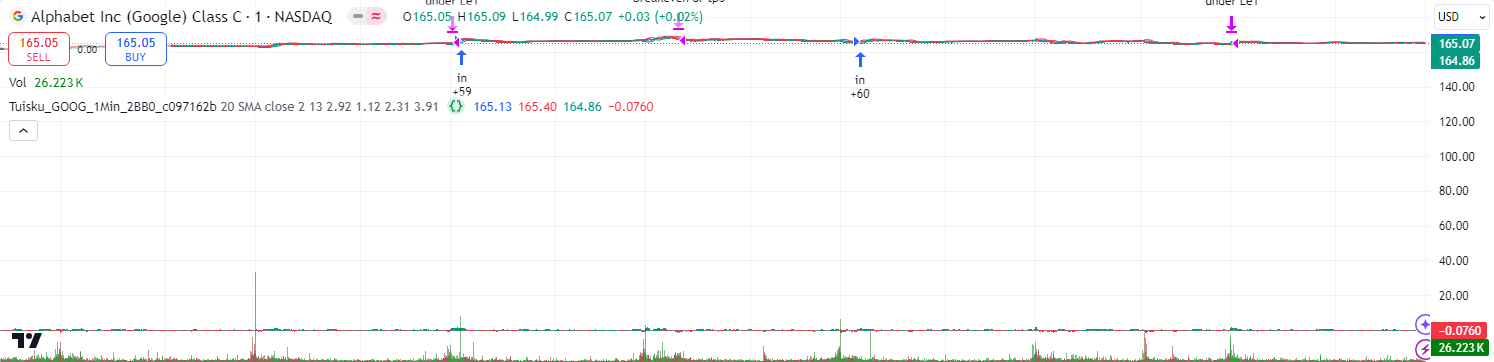 under Le1
breakeven or tps
under Le1
Alphabet Inc (Google) Class C · 1 · NASDAQ
O165.05 H165.09 L164.99 C165.07 +0.03 (+0.02%)
USD
165.05
SELL
0.00
165.05
BUY
165.07
164.86
Vol 26.223 K
in
+59
in
+60
140.00
Tuisku_GOOG_1Min_2BB0_c097162b 20 SMA close 2 13 2.92 1.12 2.31 3.91 {} 165.13 165.40 164.86 −0.0760
120.00
100.00
80.00
60.00
40.00
20.00
−0.0760
26.223 K